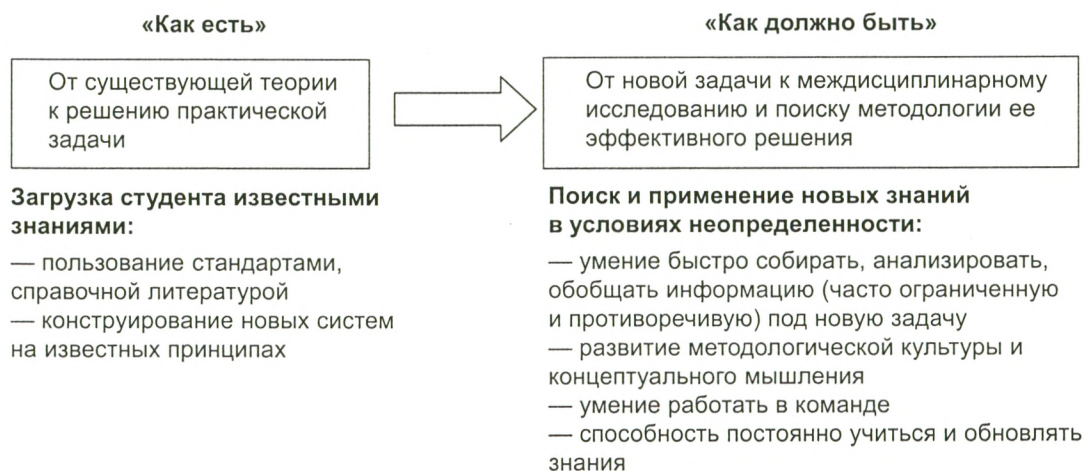 «Как есть»
От существующей теории
к решению практической
задачи
Загрузка студента известными
знаниями:
— пользование стандартами,
справочной литературой
— конструирование новых систем
на известных принципах
«Как должно быть»
От новой задачи к междисциплинарному
исследованию и поиску методологии ее
эффективного решения
Поиск и применение новых знаний
в условиях неопределенности:
— умение быстро собирать, анализировать,
обобщать информацию (часто ограниченную
и противоречивую) под новую задачу
— развитие методологической культуры и
концептуального мышления
— умение работать в команде
— способность постоянно учиться и обновлять
знания